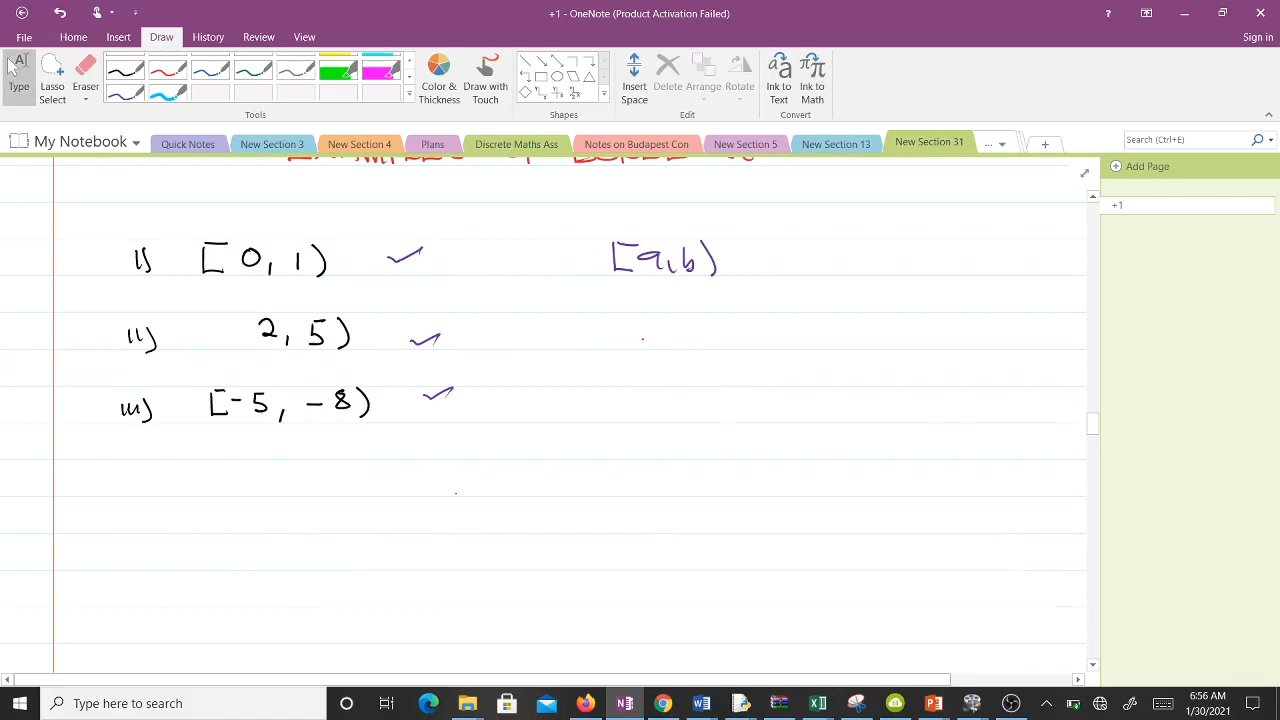 +1 - OneNote (Product Activation Failed)
File Home Insert Draw History Review View Sign in
Type Lasso Select Eraser Color & Thickness Draw with Touch Insert Space Delete Arrange Rotate Ink to Text Ink to Math
Tools Shapes Edit Convert
My Notebook Quick Notes New Section 3 New Section 4 Plans Discrete Maths Ass Notes on Budapest Con New Section 5 New Section 13 New Section 31 ... + Search (Ctrl+E)
Add Page
+1
i) [0, 1) ✓ [a,b)
ii) 2, 5) ✓
iii) [-5, -8) ✓
Type here to search
6:56 AM
1/30/2021